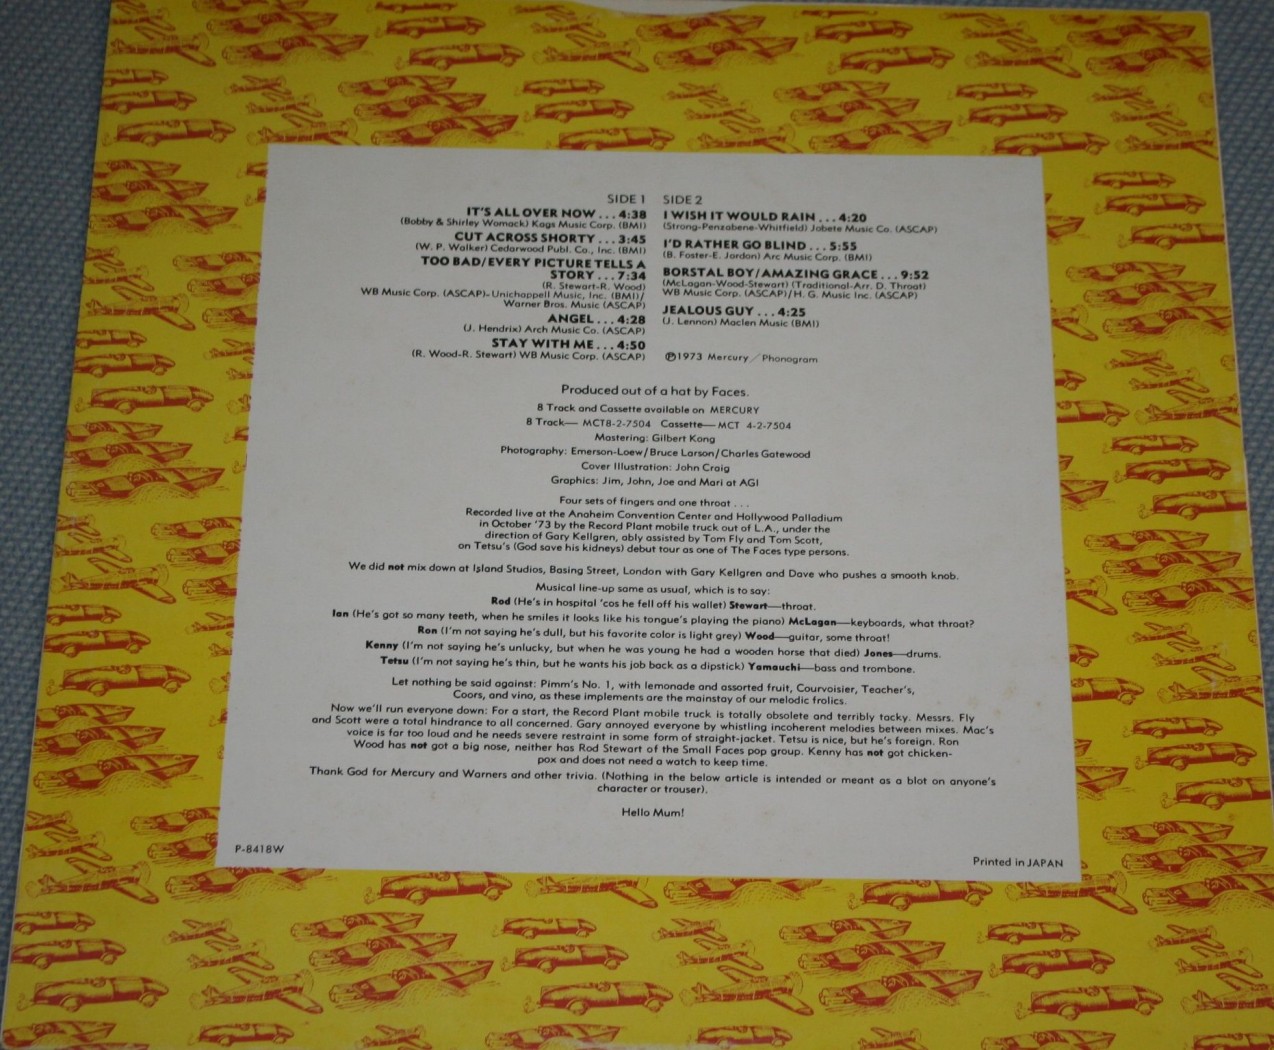 SIDE 1
IT'S ALL OVER NOW . . . 4:38
(Bobby & Shirley Womack) Kags Music Corp. (BMI)
CUT ACROSS SHORTY . . . 3:45
(W. P. Walker) Cedarwood Publ. Co., Inc. (BMI)
TOO BAD/EVERY PICTURE TELLS A
STORY . . . 7:34
(R. Stewart-R. Wood)
WB Music Corp. (ASCAP)-Unichappell Music, Inc. (BMI)/
Warner Bros. Music (ASCAP)
ANGEL . . . 4:28
(J. Hendrix) Arch Music Co. (ASCAP)
STAY WITH ME . . . 4:50
(R. Wood-R. Stewart) WB Music Corp. (ASCAP)
SIDE 2
I WISH IT WOULD RAIN . . . 4:20
(Strong-Penzabene-Whitfield) Jobete Music Co. (ASCAP)
I'D RATHER GO BLIND . . . 5:55
(B. Foster-E. Jordon) Arc Music Corp. (BMI)
BORSTAL BOY/AMAZING GRACE . . . 9:52
(McLagan-Wood-Stewart) (Traditional-Arr. D. Throat)
WB Music Corp. (ASCAP)/H. G. Music Inc. (ASCAP)
JEALOUS GUY . . . 4:25
(J. Lennon) Maclen Music (BMI)
℗1973 Mercury/Phonogram
Produced out of a hat by Faces.
8 Track and Cassette available on MERCURY
8 Track— MCT8-2-7504 Cassette—MCT 4-2-7504
Mastering: Gilbert Kong
Photography: Emerson-Loew/Bruce Larson/Charles Gatewood
Cover Illustration: John Craig
Graphics: Jim, John, Joe and Mari at AGI
Four sets of fingers and one throat . . .
Recorded live at the Anaheim Convention Center and Hollywood Palladium
in October '73 by the Record Plant mobile truck out of L.A., under the
direction of Gary Kellgren, ably assisted by Tom Fly and Tom Scott,
on Tetsu's (God save his kidneys) debut tour as one of The Faces type persons.
We did not mix down at Island Studios, Basing Street, London with Gary Kellgren and Dave who pushes a smooth knob.
Musical line-up same as usual, which is to say:
Rod (He's in hospital 'cos he fell off his wallet) Stewart—throat.
Ian (He's got so many teeth, when he smiles it looks like his tongue's playing the piano) McLagan—keyboards, what throat?
Ron (I'm not saying he's dull, but his favorite color is light grey) Wood—guitar, some throat!
Kenny (I'm not saying he's unlucky, but when he was young he had a wooden horse that died) Jones—drums.
Tetsu (I'm not saying he's thin, but he wants his job back as a dipstick) Yamauchi—bass and trombone.
Let nothing be said against: Pimm's No. 1, with lemonade and assorted fruit, Courvoisier, Teacher's,
Coors, and vino, as these implements are the mainstay of our melodic frolics.
Now we'll run everyone down: For a start, the Record Plant mobile truck is totally obsolete and terribly tacky. Messrs. Fly
and Scott were a total hindrance to all concerned. Gary annoyed everyone by whistling incoherent melodies between mixes. Mac's
voice is far too loud and he needs severe restraint in some form of straight-jacket. Tetsu is nice, but he's foreign. Ron
Wood has not got a big nose, neither has Rod Stewart of the Small Faces pop group. Kenny has not got chicken-
pox and does not need a watch to keep time.
Thank God for Mercury and Warners and other trivia. (Nothing in the below article is intended or meant as a blot on anyone's
character or trouser).
Hello Mum!
P-8418W
Printed in JAPAN